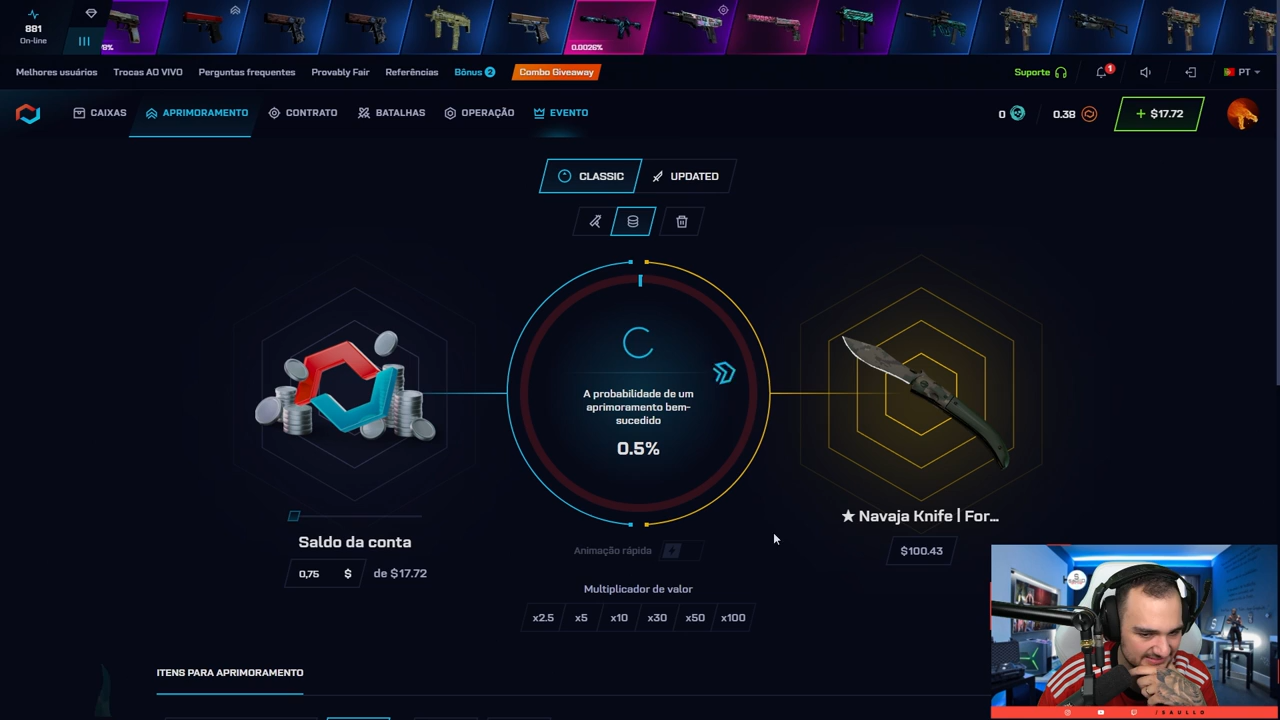 881
On-line
%
0.0026%
Melhores usuários
Trocas AO VIVO
Perguntas frequentes
Provably Fair
Referências
Bônus 2
Combo Giveaway
Suporte
1
PT
CAIXAS
APRIMORAMENTO
CONTRATO
BATALHAS
OPERAÇÃO
EVENTO
0
0.38
+ $17.72
CLASSIC
UPDATED
A probabilidade de um
aprimoramento bem-
sucedido
0.5%
★ Navaja Knife | For...
$100.43
Saldo da conta
0,75 $ de $17.72
Animação rápida
Multiplicador de valor
x2.5
x5
x10
x30
x50
x100
ITENS PARA APRIMORAMENTO
/SAULLO